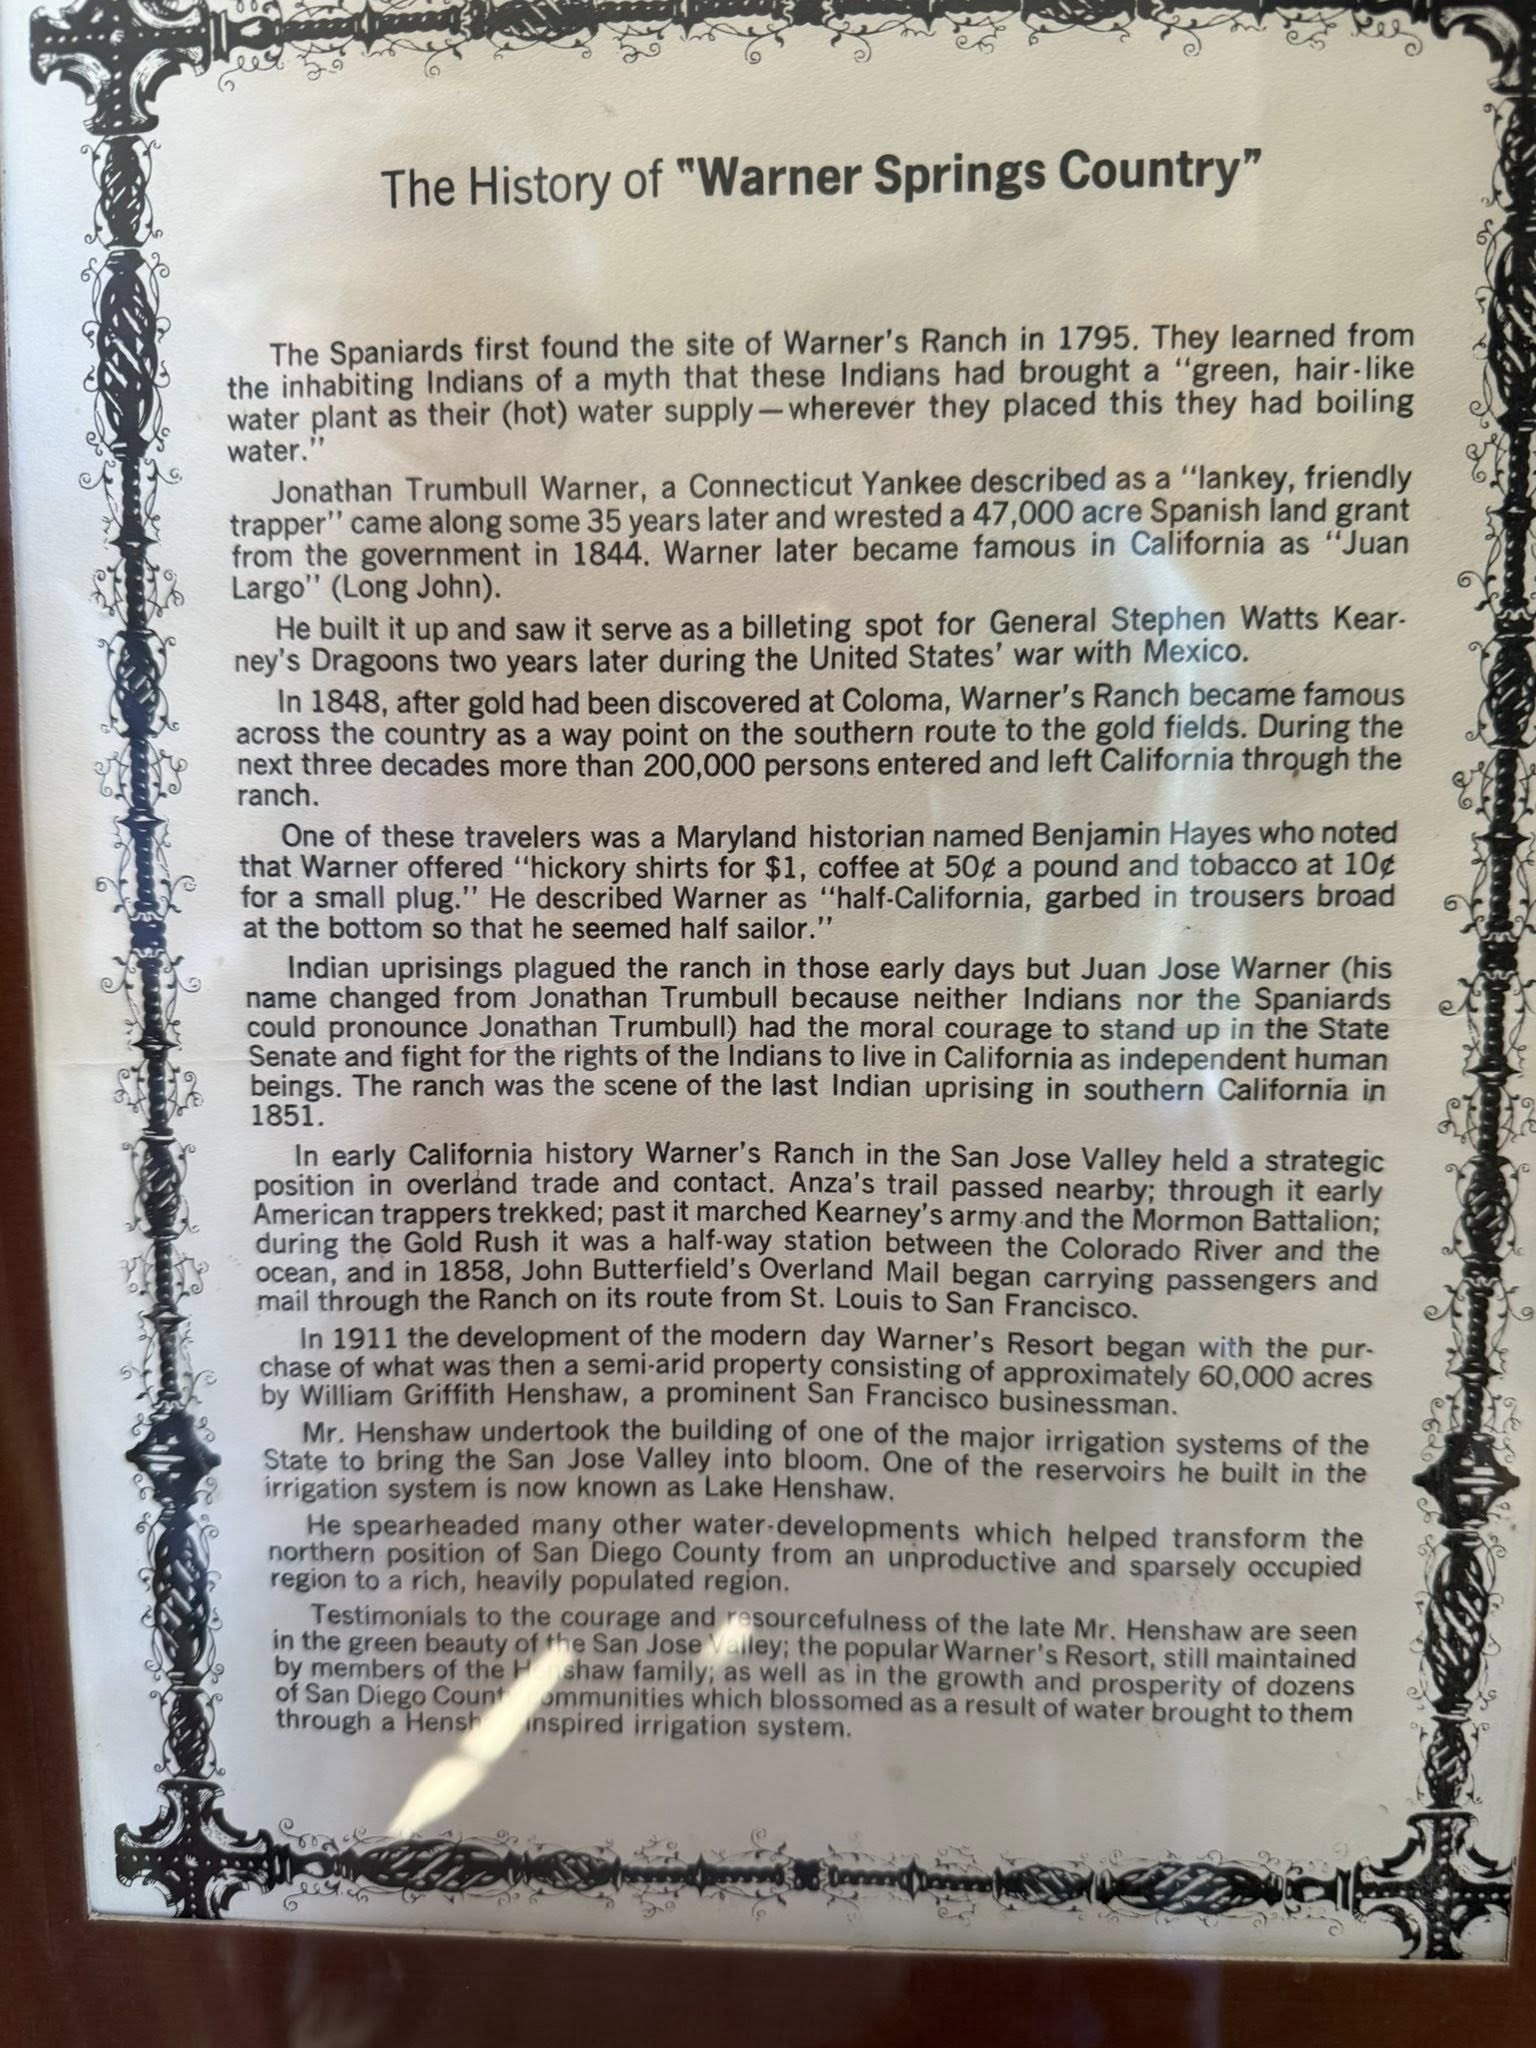 The History of "Warner Springs Country"
The Spaniards first found the site of Warner's Ranch in 1795. They learned from
the inhabiting Indians of a myth that these Indians had brought a "green, hair-like
water plant as their (hot) water supply—wherever they placed this they had boiling
water."
Jonathan Trumbull Warner, a Connecticut Yankee described as a "lankey, friendly
trapper" came along some 35 years later and wrested a 47,000 acre Spanish land grant
from the government in 1844. Warner later became famous in California as "Juan
Largo" (Long John).
He built it up and saw it serve as a billeting spot for General Stephen Watts Kear-
ney's Dragoons two years later during the United States' war with Mexico.
In 1848, after gold had been discovered at Coloma, Warner's Ranch became famous
across the country as a way point on the southern route to the gold fields. During the
next three decades more than 200,000 persons entered and left California through the
ranch.
One of these travelers was a Maryland historian named Benjamin Hayes who noted
that Warner offered "hickory shirts for $1, coffee at 50¢ a pound and tobacco at 10¢
for a small plug." He described Warner as "half-California, garbed in trousers broad
at the bottom so that he seemed half sailor."
Indian uprisings plagued the ranch in those early days but Juan Jose Warner (his
name changed from Jonathan Trumbull because neither Indians nor the Spaniards
could pronounce Jonathan Trumbull) had the moral courage to stand up in the State
Senate and fight for the rights of the Indians to live in California as independent human
beings. The ranch was the scene of the last Indian uprising in southern California in
1851.
In early California history Warner's Ranch in the San Jose Valley held a strategic
position in overland trade and contact. Anza's trail passed nearby; through it early
American trappers trekked; past it marched Kearney's army and the Mormon Battalion;
during the Gold Rush it was a half-way station between the Colorado River and the
ocean, and in 1858, John Butterfield's Overland Mail began carrying passengers and
mail through the Ranch on its route from St. Louis to San Francisco.
In 1911 the development of the modern day Warner's Resort began with the pur-
chase of what was then a semi-arid property consisting of approximately 60,000 acres
by William Griffith Henshaw, a prominent San Francisco businessman.
Mr. Henshaw undertook the building of one of the major irrigation systems of the
State to bring the San Jose Valley into bloom. One of the reservoirs he built in the
irrigation system is now known as Lake Henshaw.
He spearheaded many other water-developments which helped transform the
northern position of San Diego County from an unproductive and sparsely occupied
region to a rich, heavily populated region.
Testimonials to the courage and resourcefulness of the late Mr. Henshaw are seen
in the green beauty of the San Jose Valley; the popular Warner's Resort, still maintained
by members of the Henshaw family; as well as in the growth and prosperity of dozens
of San Diego County communities which blossomed as a result of water brought to them
through a Henshaw inspired irrigation system.